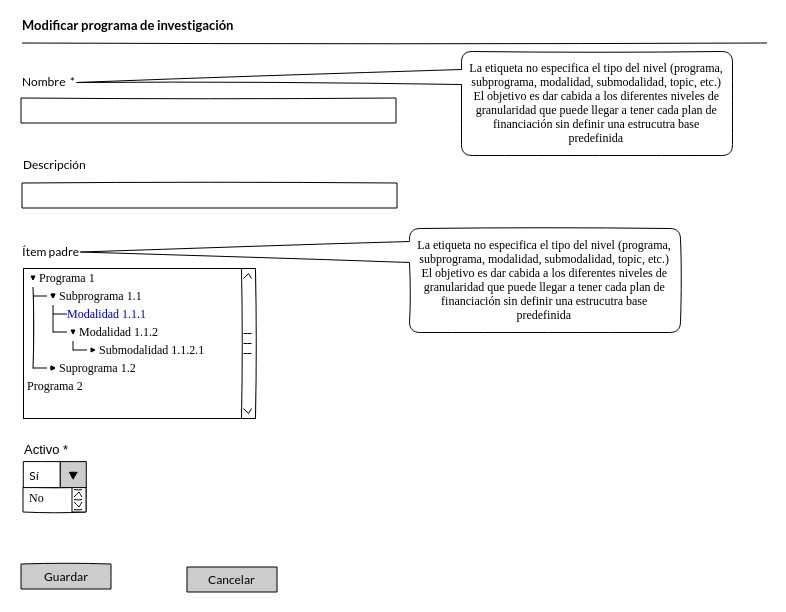 Modificar programa de investigación
Nombre *
La etiqueta no especifica el tipo del nivel (programa,
subprograma, modalidad, submodalidad, topic, etc.)
El objetivo es dar cabida a los diferentes niveles de
granularidad que puede llegar a tener cada plan de
financiación sin definir una estrucutra base
predefinida
Descripción
Ítem padre
La etiqueta no especifica el tipo del nivel (programa,
subprograma, modalidad, submodalidad, topic, etc.)
El objetivo es dar cabida a los diferentes niveles de
granularidad que puede llegar a tener cada plan de
financiación sin definir una estrucutra base
predefinida
Programa 1
Subprograma 1.1
Modalidad 1.1.1
Modalidad 1.1.2
Submodalidad 1.1.2.1
Suprograma 1.2
Programa 2
Activo *
Sí
No
Guardar
Cancelar